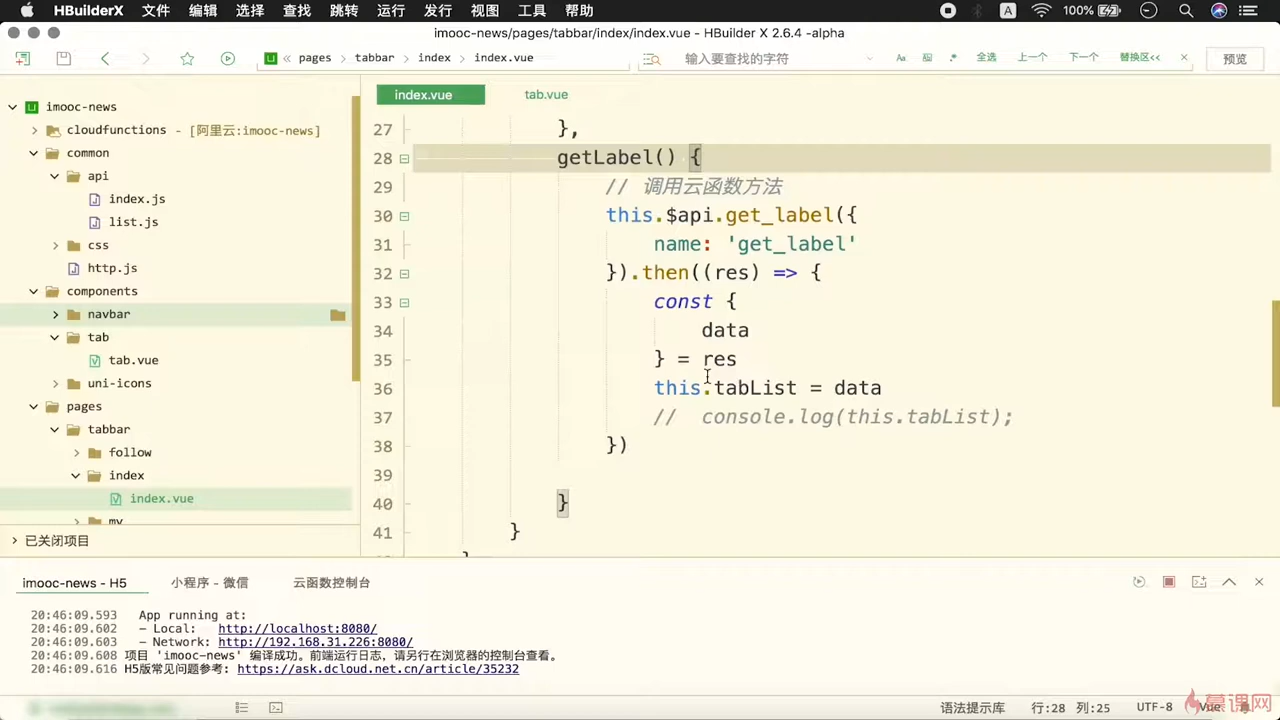 HBuilderX 文件 编辑 选择 查找 跳转 运行 发行 视图 工具 帮助 A 100%
imooc-news/pages/tabbar/index/index.vue - HBuilder X 2.6.4 -alpha
U « pages > tabbar > index > index.vue 输入要查找的字符 Aa .* 全选 上一个 下一个 替换区<< 预览
imooc-news
cloudfunctions - [阿里云:imooc-news]
common
api
index.js
list.js
css
http.js
components
navbar
tab
tab.vue
uni-icons
pages
tabbar
follow
index
index.vue
my
已关闭项目
index.vue tab.vue
27 },
28 getLabel() {
29 // 调用云函数方法
30 this.$api.get_label({
31 name: 'get_label'
32 }).then((res) => {
33 const {
34 data
35 } = res
36 this.tabList = data
37 // console.log(this.tabList);
38 })
39
40 }
41 }
imooc-news - H5 小程序 - 微信 云函数控制台
20:46:09.593 App running at:
20:46:09.602 - Local: http://localhost:8080/
20:46:09.603 - Network: http://192.168.31.226:8080/
20:46:09.608 项目 'imooc-news' 编译成功。前端运行日志，请另行在浏览器的控制台查看。
20:46:09.616 H5版常见问题参考: https://ask.dcloud.net.cn/article/35232
语法提示库 行:28 列:25 UTF-8 Vue
慕课网